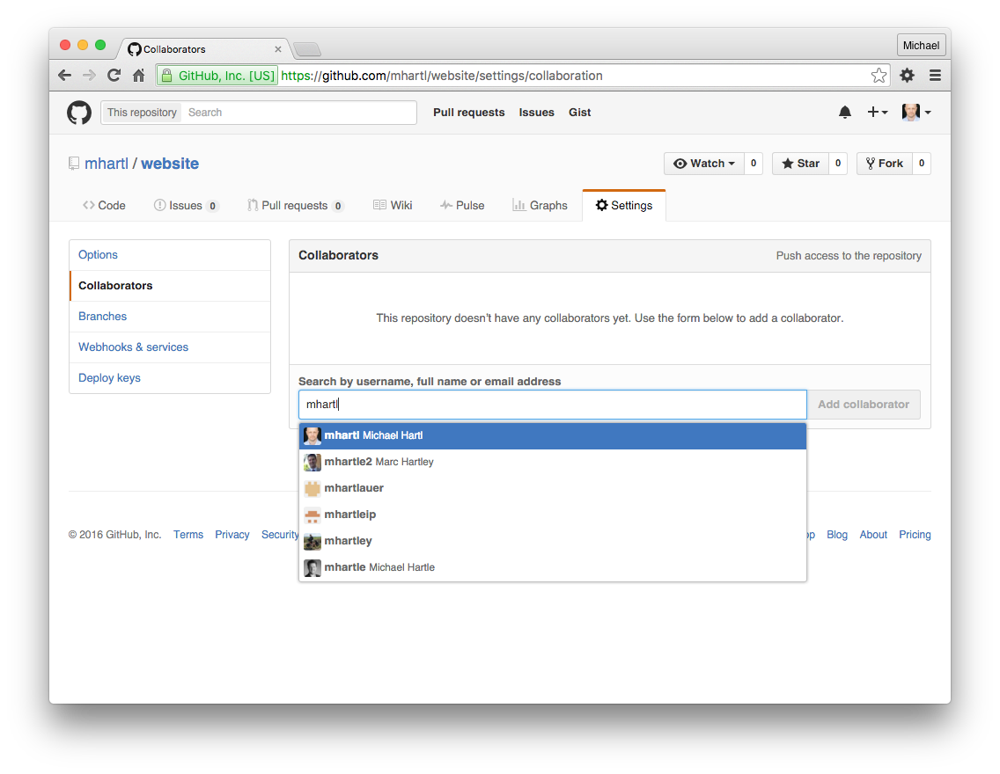 Collaborators
Michael
GitHub, Inc. [US] https://github.com/mhartl/website/settings/collaboration
This repository Search Pull requests Issues Gist
mhartl / website Watch 0 Star 0 Fork 0
Code Issues 0 Pull requests 0 Wiki Pulse Graphs Settings
Options
Collaborators
Branches
Webhooks & services
Deploy keys
Collaborators Push access to the repository
This repository doesn’t have any collaborators yet. Use the form below to add a collaborator.
Search by username, full name or email address
mhartl Add collaborator
mhartl Michael Hartl
mhartle2 Marc Hartley
mhartlauer
mhartleip
mhartley
mhartle Michael Hartle
© 2016 GitHub, Inc. Terms Privacy Security Blog About Pricing